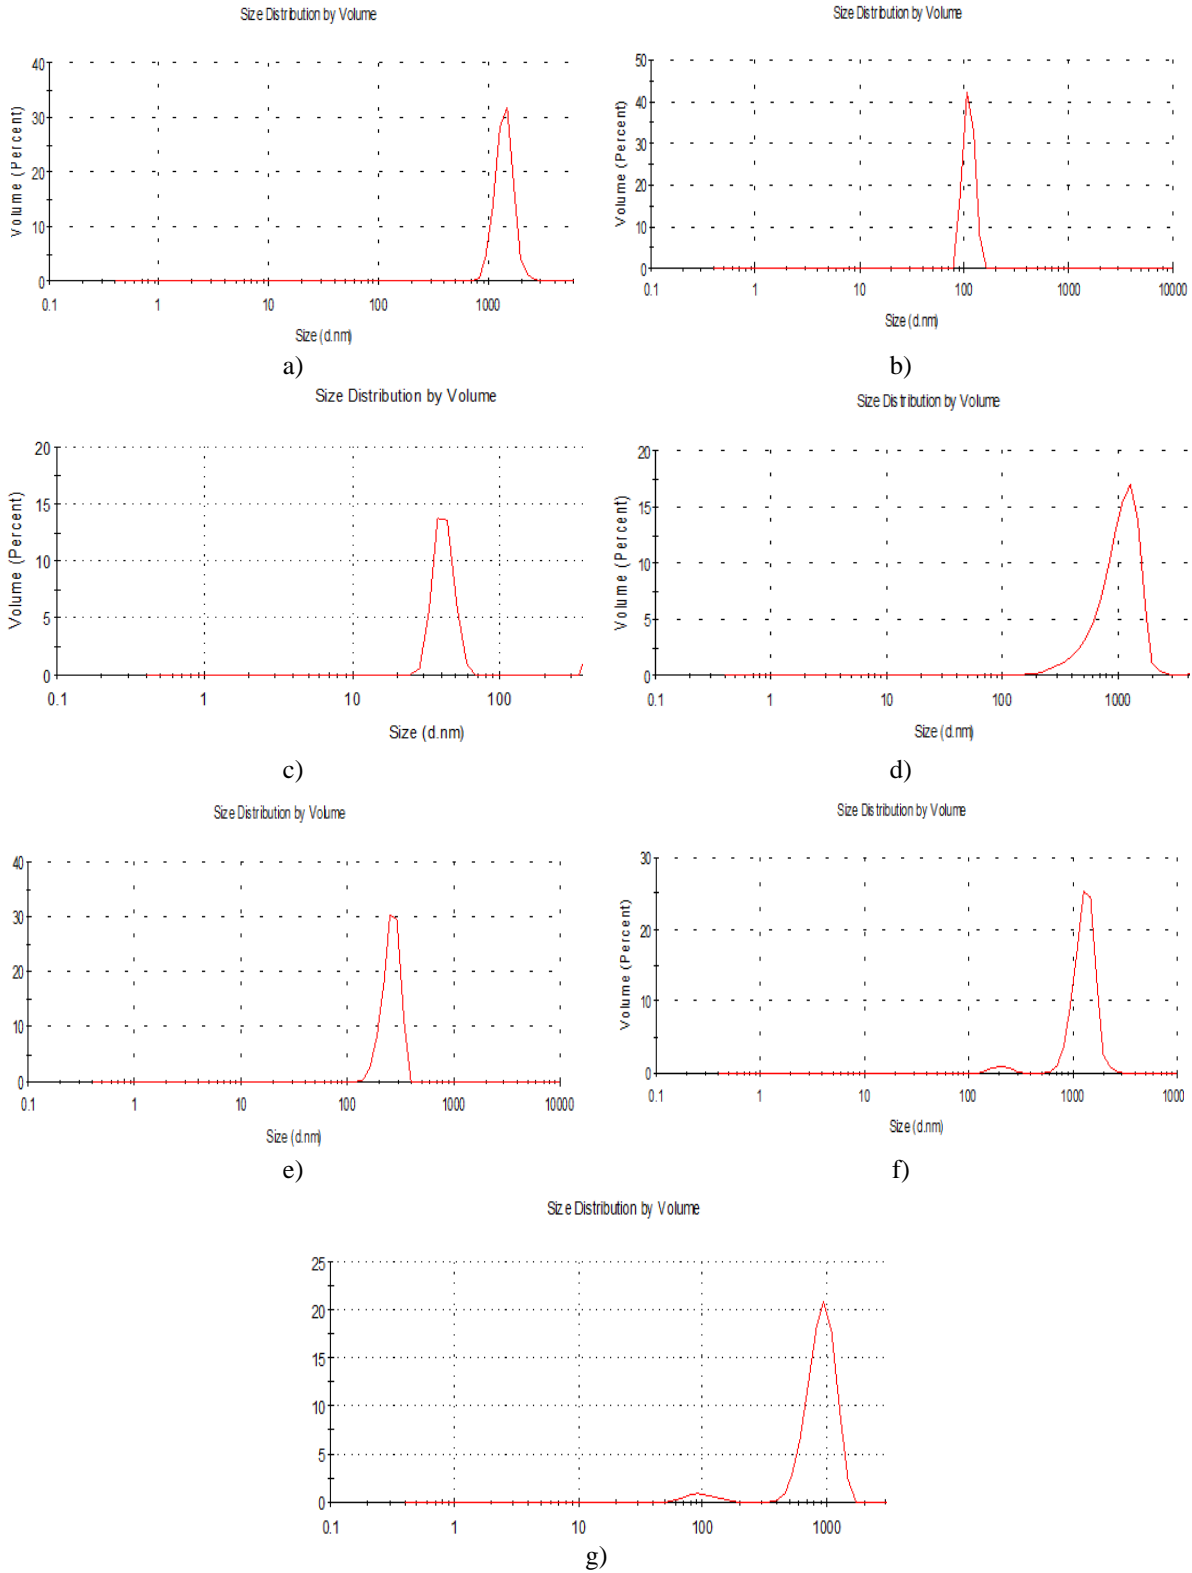 Size Distribution by Volume
40
30
20
10
0
Volume (Percent)
0.1 1 10 100 1000
Size (d.nm)
a)
Size Distribution by Volume
50
40
30
20
10
0
Volume (Percent)
0.1 1 10 100 1000 10000
Size (d.nm)
b)
Size Distribution by Volume
20
15
10
5
0
Volume (Percent)
0.1 1 10 100
Size (d.nm)
c)
Size Distribution by Volume
20
15
10
5
0
Volume (Percent)
0.1 1 10 100 1000
Size (d.nm)
d)
Size Distribution by Volume
40
30
20
10
0
0.1 1 10 100 1000 10000
Size (d.nm)
e)
Size Distribution by Volume
30
20
10
0
Volume (Percent)
0.1 1 10 100 1000 1000
Size (d.nm)
f)
Size Distribution by Volume
25
20
15
10
5
0
0.1 1 10 100 1000
g)